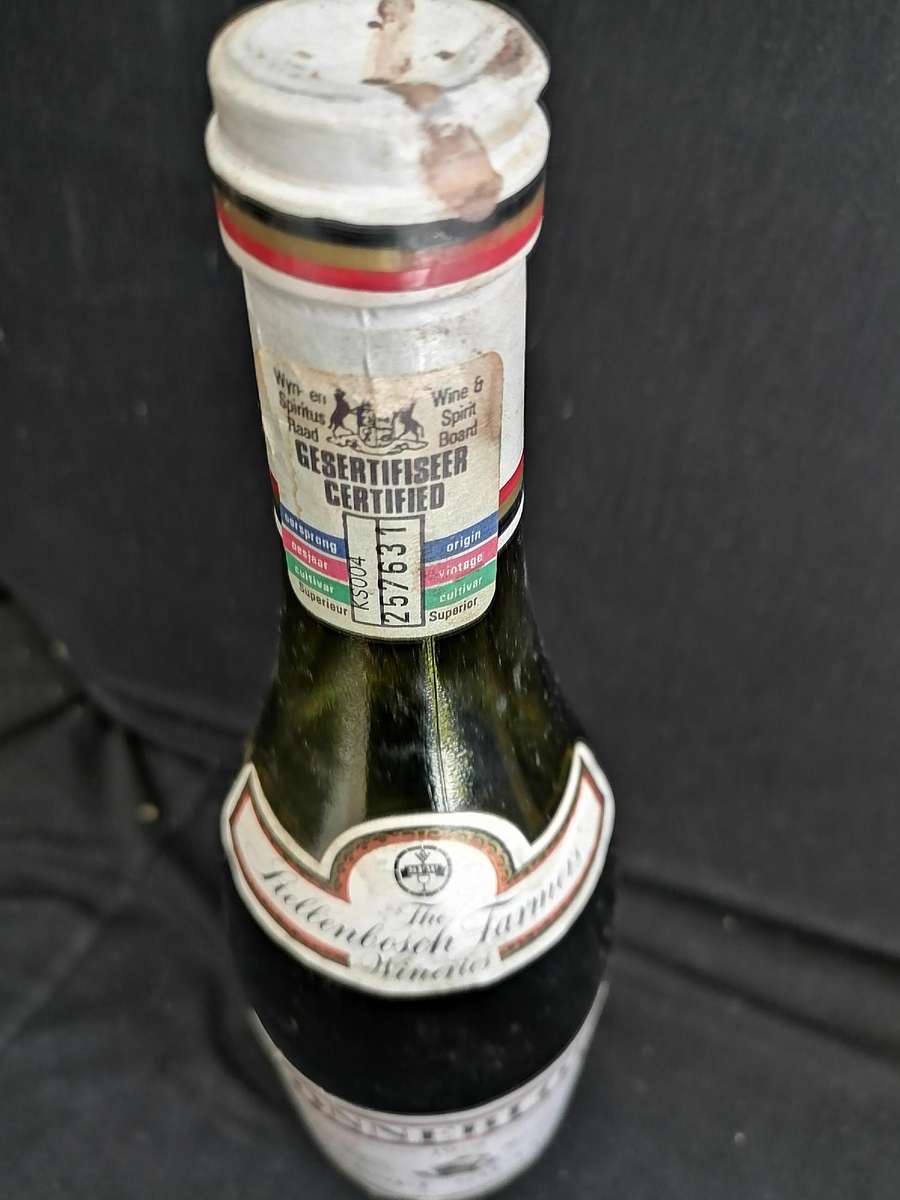 Wyn- en
Spiritus
Raad
Wine &
Spirit
Board
GESERTIFISEER
CERTIFIED
oorsprong
oesjaar
cultivar
Superieur
KS004
257631
origin
vintage
cultivar
Superior
The
Stellenbosch Farmers
Wineries